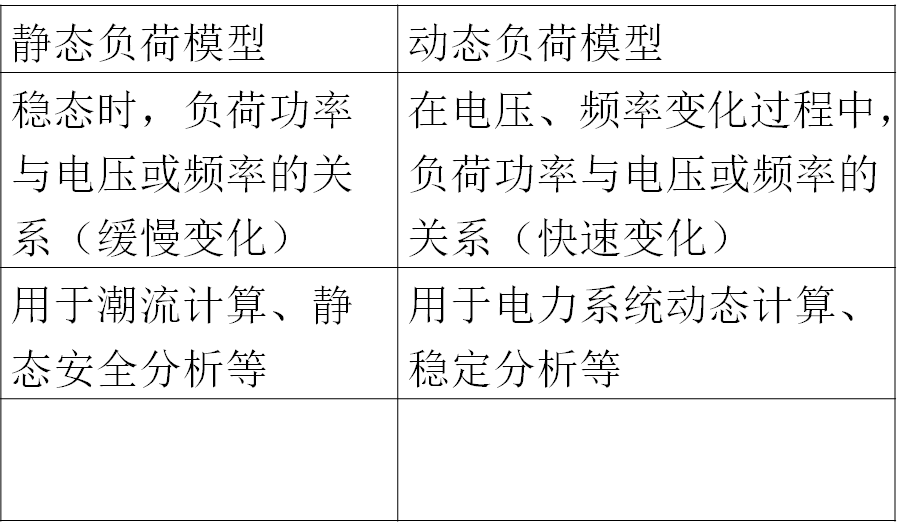 静态负荷模型
动态负荷模型
稳态时，负荷功率
与电压或频率的关
系（缓慢变化）
在电压、频率变化过程中，
负荷功率与电压或频率的
关系（快速变化）
用于潮流计算、静
态安全分析等
用于电力系统动态计算、
稳定分析等